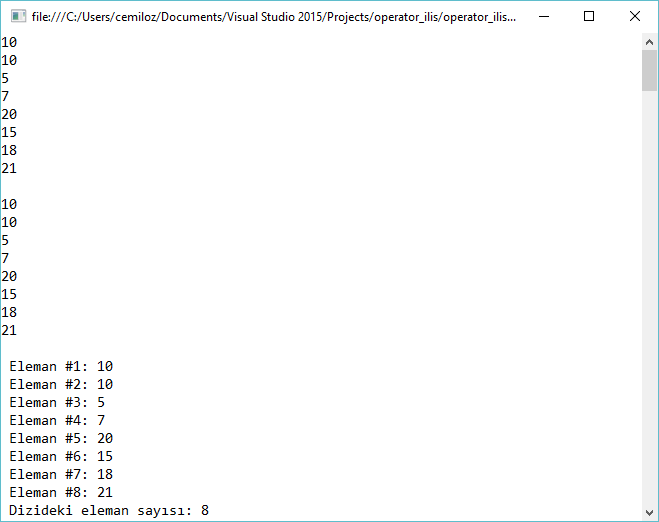 file:///C:/Users/cemiloz/Documents/Visual Studio 2015/Projects/operator_ilis/operator_ilis...
10
10
5
7
20
15
18
21
10
10
5
7
20
15
18
21
Eleman #1: 10
Eleman #2: 10
Eleman #3: 5
Eleman #4: 7
Eleman #5: 20
Eleman #6: 15
Eleman #7: 18
Eleman #8: 21
Dizideki eleman sayısı: 8